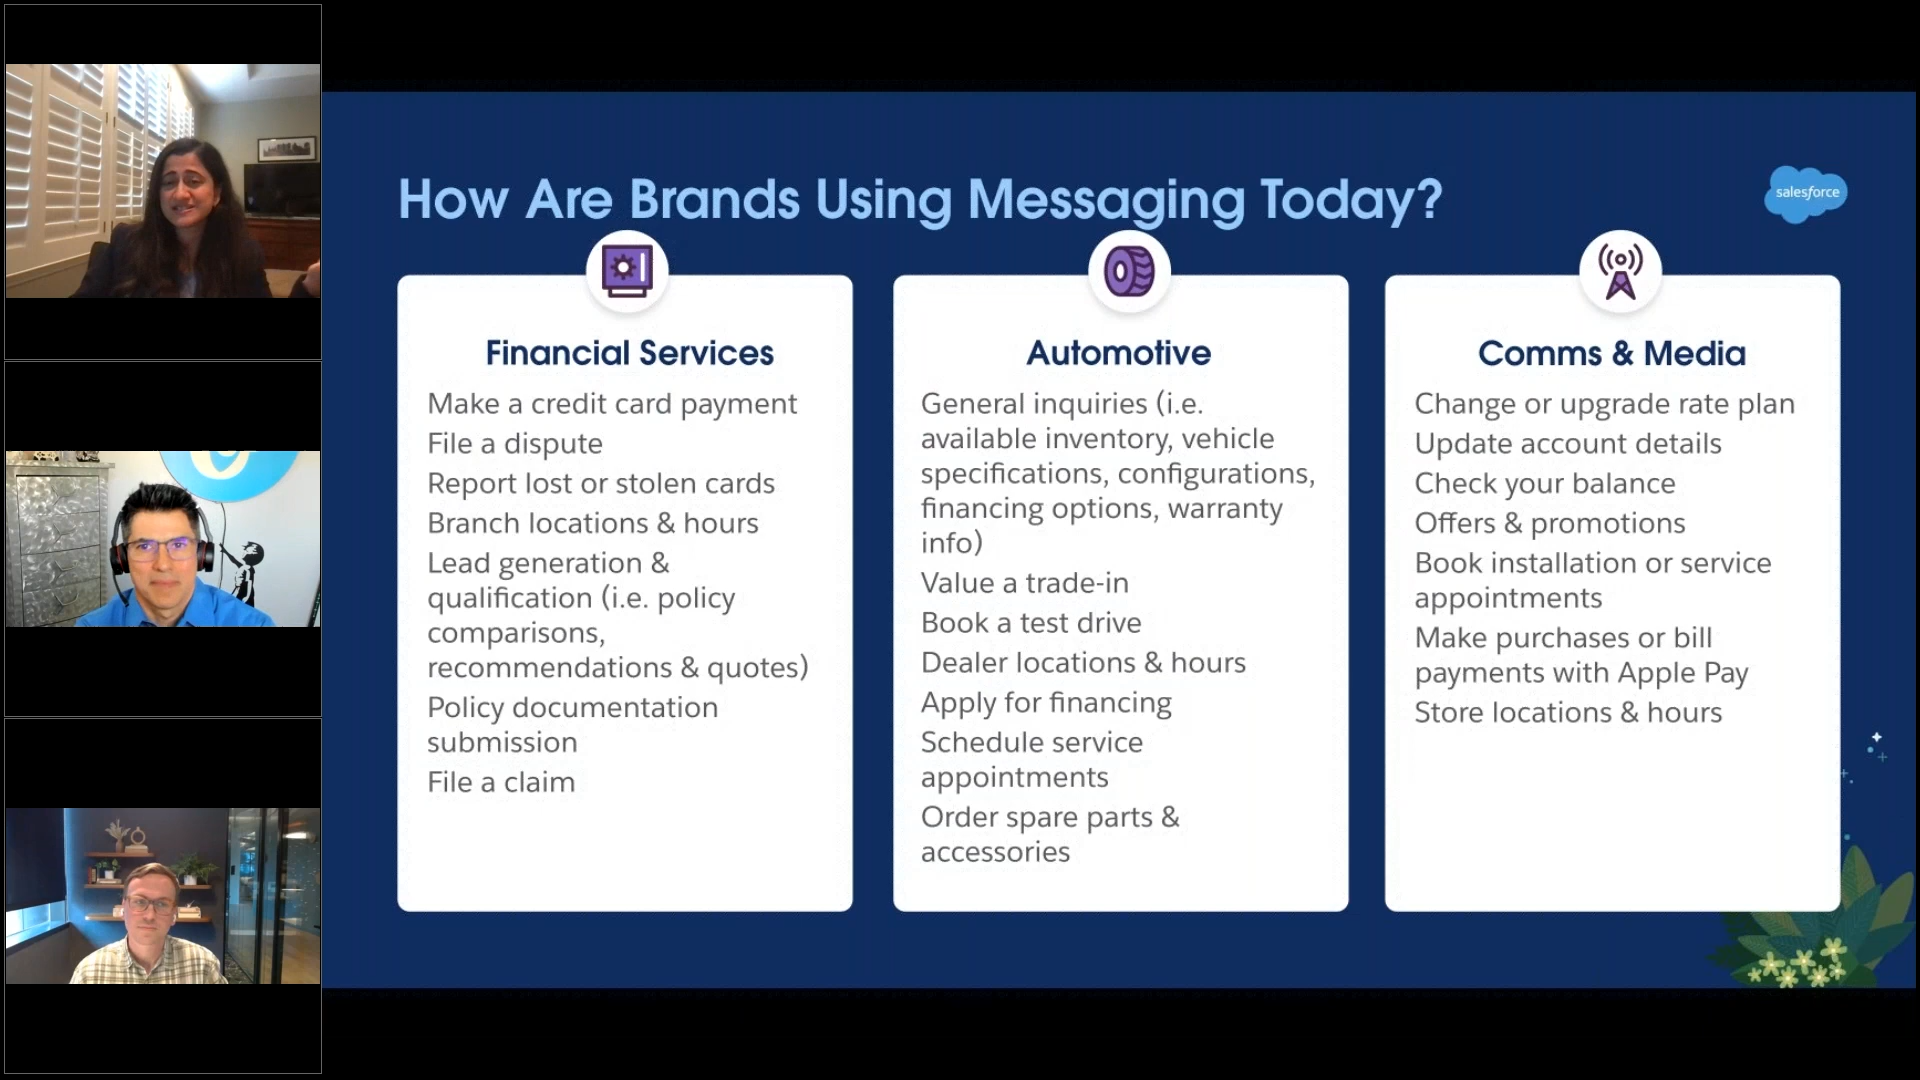 How Are Brands Using Messaging Today?
salesforce
Financial Services
Make a credit card payment
File a dispute
Report lost or stolen cards
Branch locations & hours
Lead generation &
qualification (i.e. policy
comparisons,
recommendations & quotes)
Policy documentation
submission
File a claim
Automotive
General inquiries (i.e.
available inventory, vehicle
specifications, configurations,
financing options, warranty
info)
Value a trade-in
Book a test drive
Dealer locations & hours
Apply for financing
Schedule service
appointments
Order spare parts &
accessories
Comms & Media
Change or upgrade rate plan
Update account details
Check your balance
Offers & promotions
Book installation or service
appointments
Make purchases or bill
payments with Apple Pay
Store locations & hours